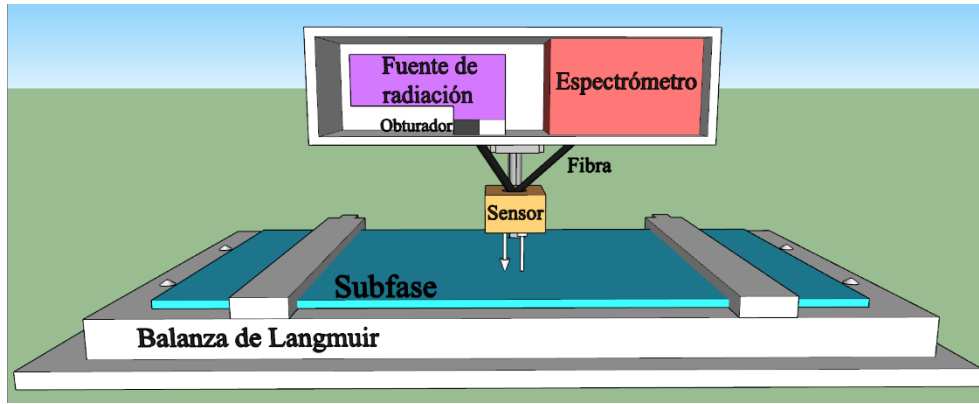 Fuente de
radiación
Espectrómetro
Obturador
Fibra
Sensor
Subfase
Balanza de Langmuir